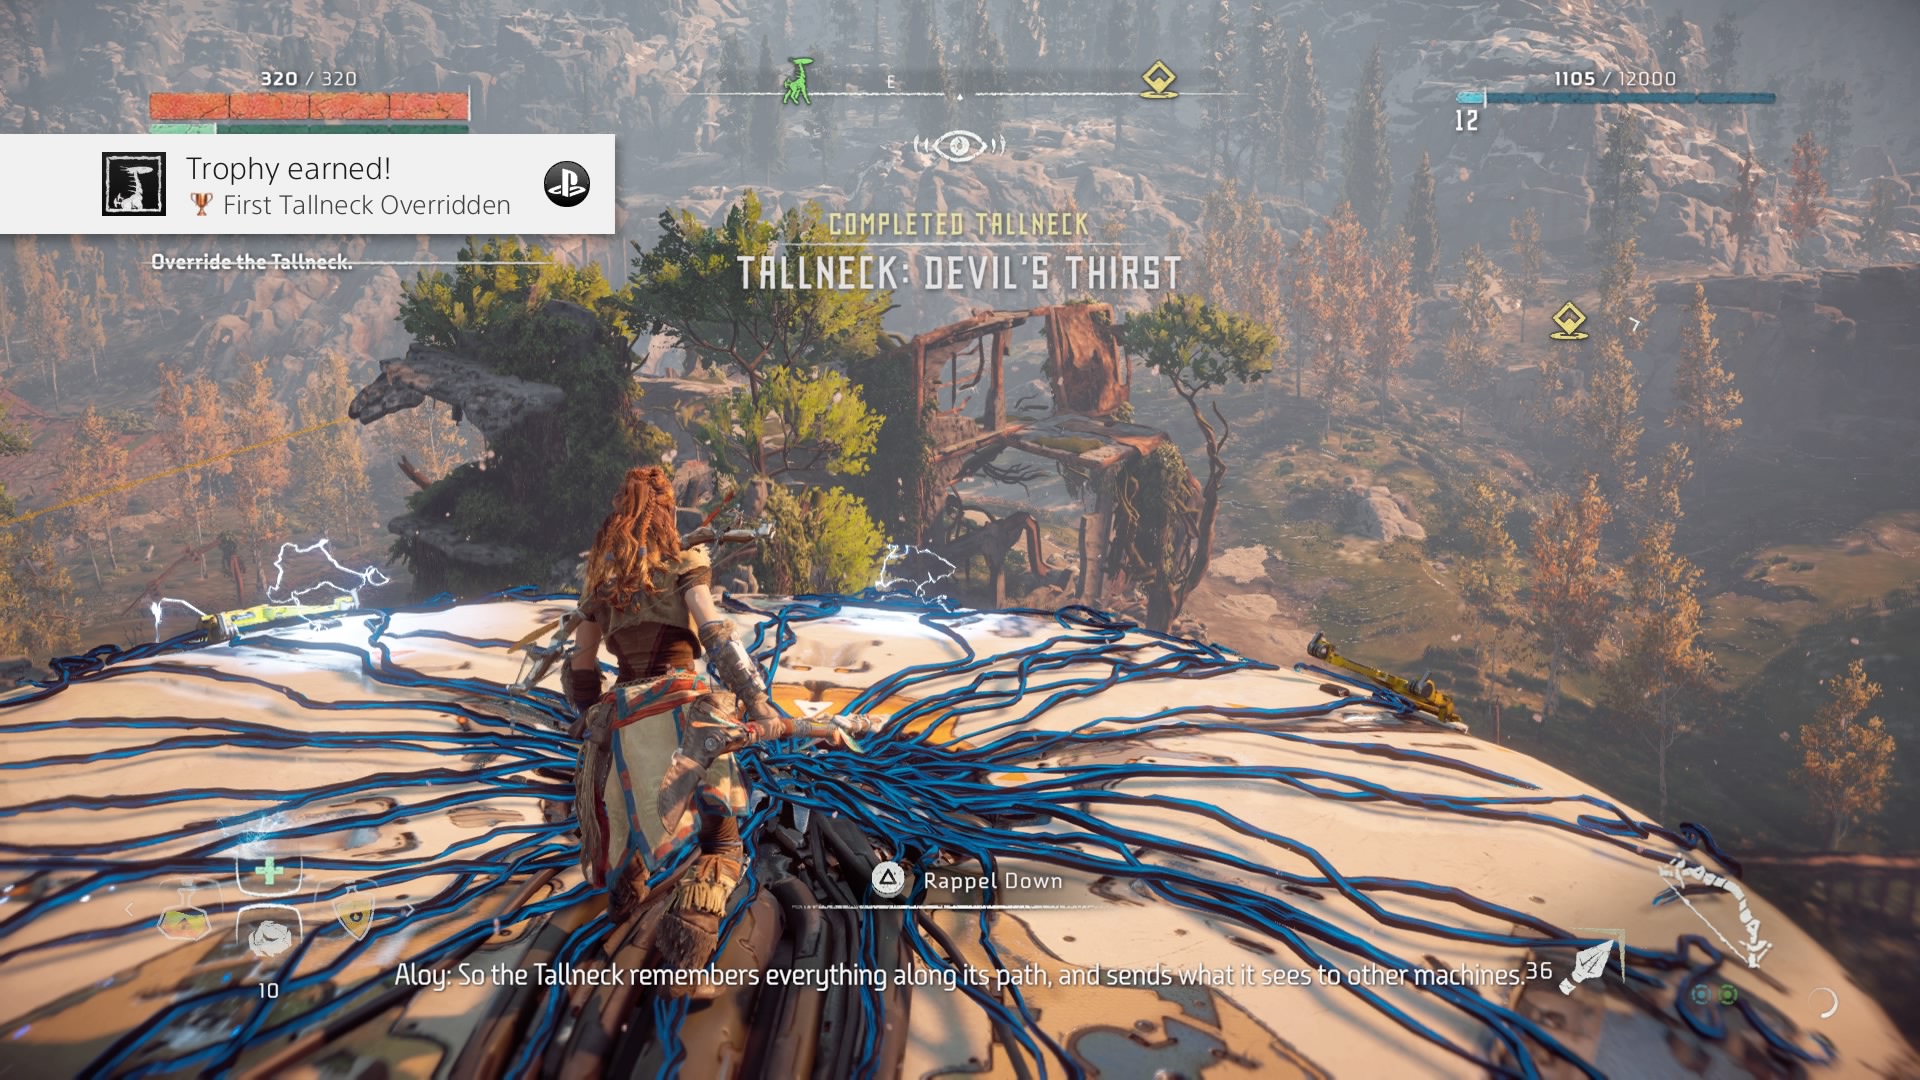 320 / 320
E
1105 / 12000
12
Trophy earned!
First Tallneck Overridden
COMPLETED TALLNECK
Override the Tallneck.
TALLNECK: DEVIL'S THIRST
Rappel Down
Aloy: So the Tallneck remembers everything along its path, and sends what it sees to other machines.
36
10